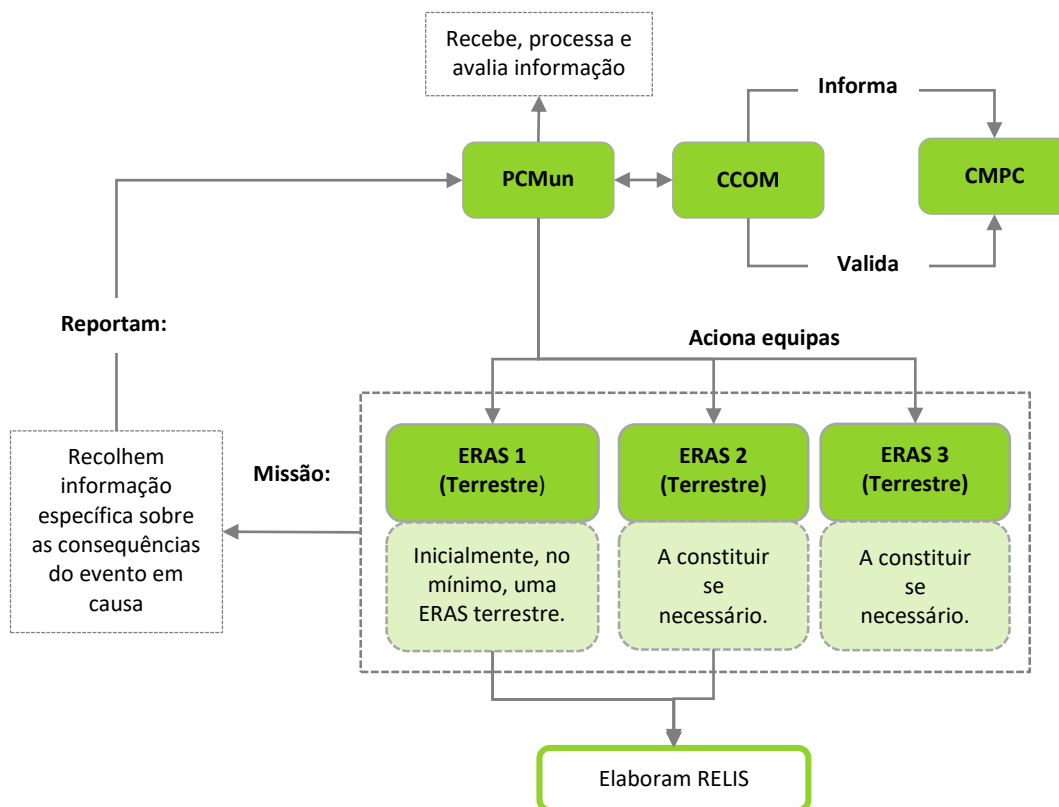 Recebe, processa e
avalia informação
Informa
PCMun
CCOM
CMPC
Valida
Reportam:
Aciona equipas
Recolhem
informação
específica sobre
as consequências
do evento em
causa
Missão:
ERAS 1
(Terrestre)
ERAS 2
(Terrestre)
ERAS 3
(Terrestre)
Inicialmente, no
mínimo, uma
ERAS terrestre.
A constituir
se
necessário.
A constituir
se
necessário.
Elaboram RELIS